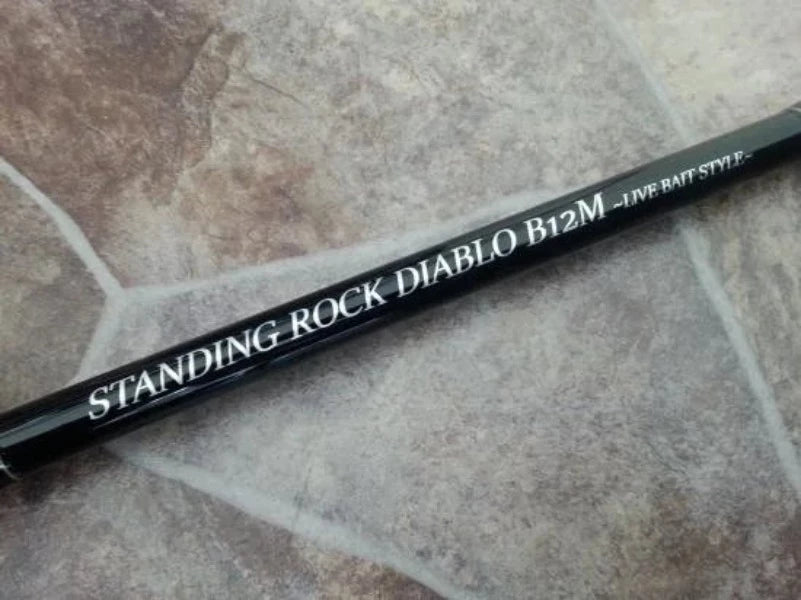 STANDING ROCK DIABLO B12M ~LIVE BAIT STYLE~